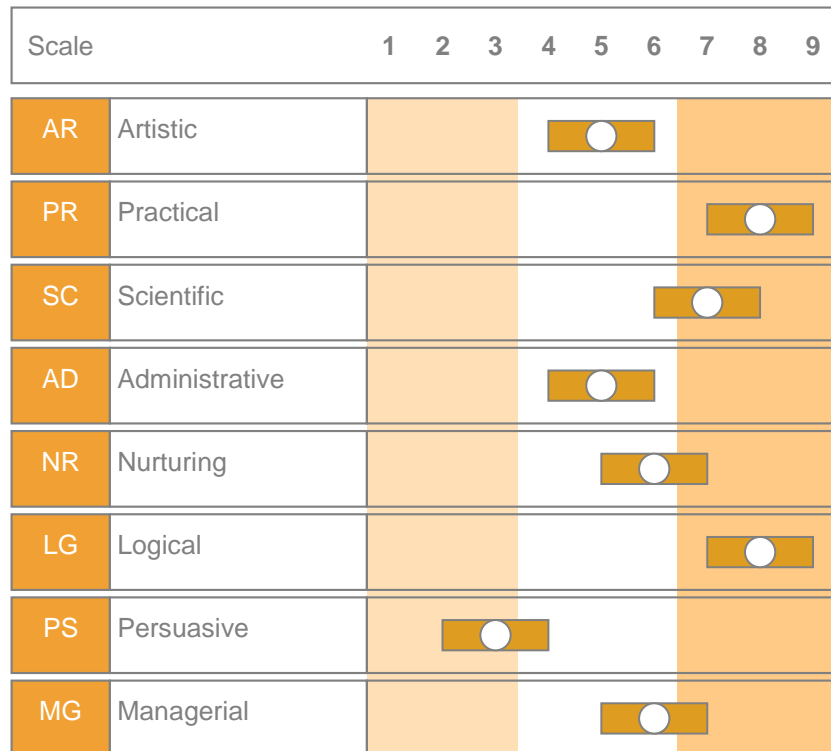 Scale 1 2 3 4 5 6 7 8 9
AR Artistic
PR Practical
SC Scientific
AD Administrative
NR Nurturing
LG Logical
PS Persuasive
MG Managerial